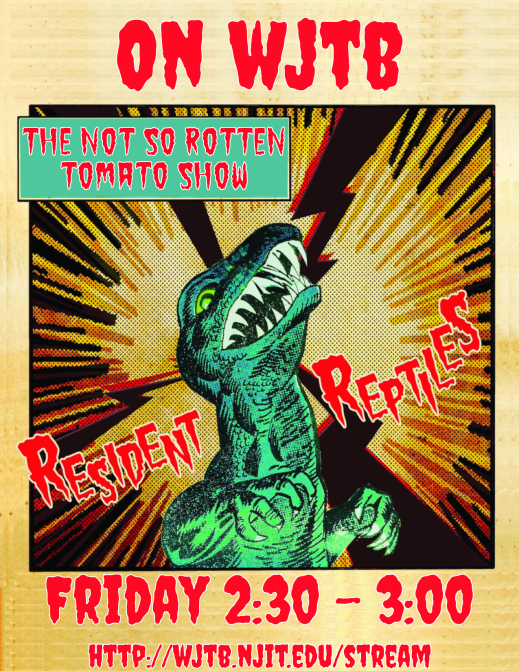 ON WJTB
THE NOT SO ROTTEN
TOMATO SHOW
RESIDENT
REPTILES
FRIDAY 2:30 - 3:00
HTTP://WJTB.NJIT.EDU/STREAM